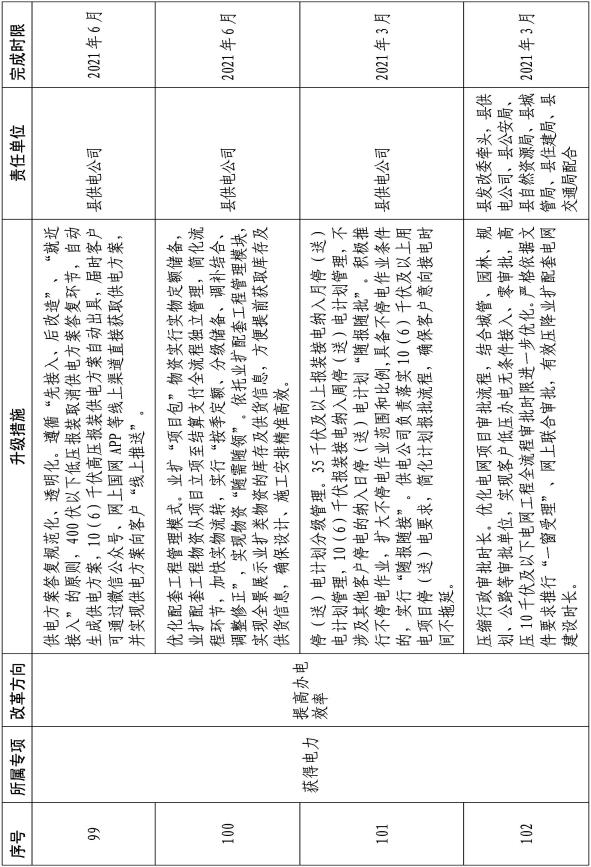 序号
所属专项
改革方向
升级措施
责任单位
完成时限
99
获得电力
提高办电
效率
供电方案答复规范化、透明化。遵循“先接入、后改造”、“就近
接入”的原则，400伏以下低压报装取消供电方案答复环节，自动
生成供电方案，10（6）千伏高压报装供电方案自动出具，届时客户
可通过微信公众号、网上国网APP等线上渠道直接获取供电方案，
并实现供电方案向客户“线上推送”。
县供电公司
2021年6月
100
优化配套工程管理模式。业扩“项目包”物资实行实物定额储备，
业扩配套工程物资从项目立项至结算支付全流程独立管理，简化流
程环节，加快实物流转，实行“按季定额、分级储备、调补结合、
调整修正”，实现物资“随需随领”。依托业扩配套工程管理模块，
实现全景展示业扩类物资的库存及供货信息，方便提前获取库存及
供货信息，确保设计、施工安排精准高效。
县供电公司
2021年6月
101
停（送）电计划分级管理。35千伏及以上报装接电纳入月停（送）
电计划管理，10（6）千伏报装接电纳入周停（送）电计划管理，不
涉及其他客户停电的纳入日停（送）电计划“随报随批”。积极推
行不停电作业，扩大不停电作业范围和比例，具备不停电作业条件
的，实行“随报随接”。供电公司负责落实10（6）千伏及以上用
电项目停（送）电要求，简化计划报批流程，确保客户意向接电时
间不拖延。
县供电公司
2021年3月
102
压缩行政审批时长。优化电网项目审批流程，结合城管、园林、规
划、公路等审批单位，实现客户低压办电无条件接入、零审批，高
压10千伏及以下电网工程全流程审批时限进一步优化。严格依据文
件要求推行“一窗受理”、网上联合审批，有效压降业扩配套电网
建设时长。
县发改委牵头，县供
电公司、县公安局、
县自然资源局、县城
管局、县住建局、县
交通局配合
2021年3月